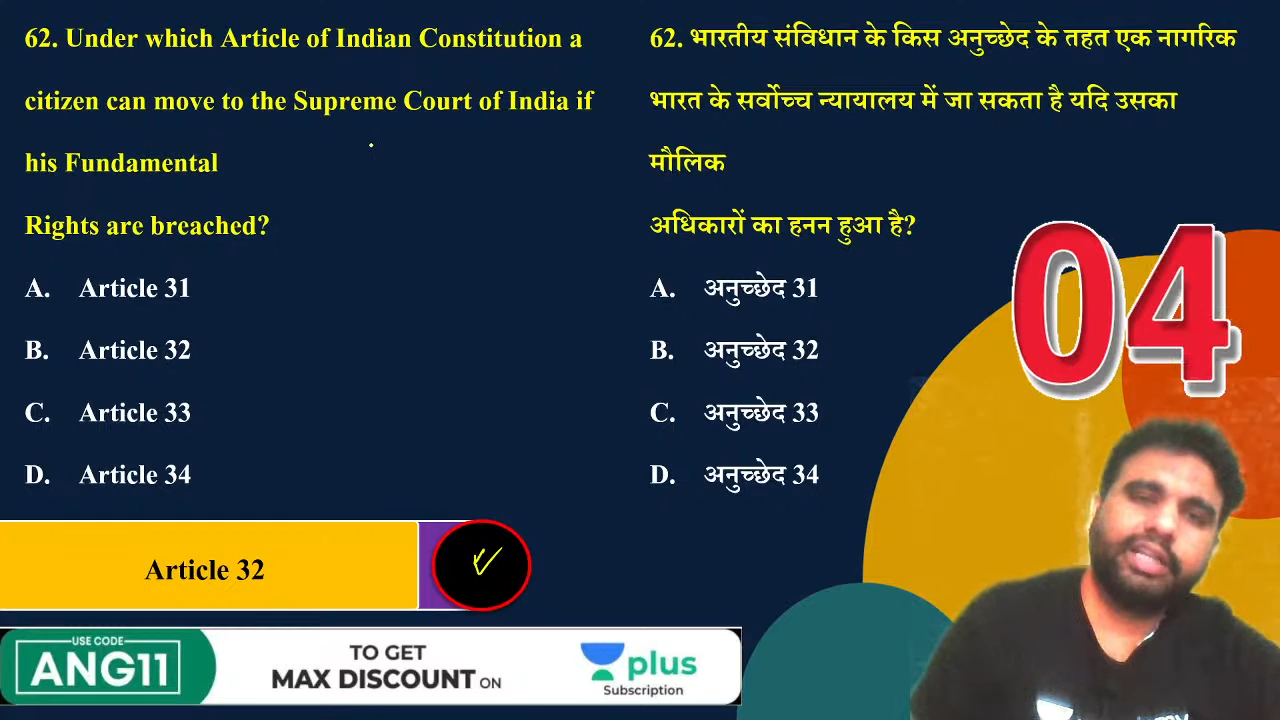 62. Under which Article of Indian Constitution a
citizen can move to the Supreme Court of India if
his Fundamental
Rights are breached?
A. Article 31
B. Article 32
C. Article 33
D. Article 34
Article 32
62. भारतीय संविधान के किस अनुच्छेद के तहत एक नागरिक
भारत के सर्वोच्च न्यायालय में जा सकता है यदि उसका
मौलिक
अधिकारों का हनन हुआ है?
A. अनुच्छेद 31
B. अनुच्छेद 32
C. अनुच्छेद 33
D. अनुच्छेद 34
04
USE CODE
ANG11
TO GET
MAX DISCOUNT ON
plus
Subscription